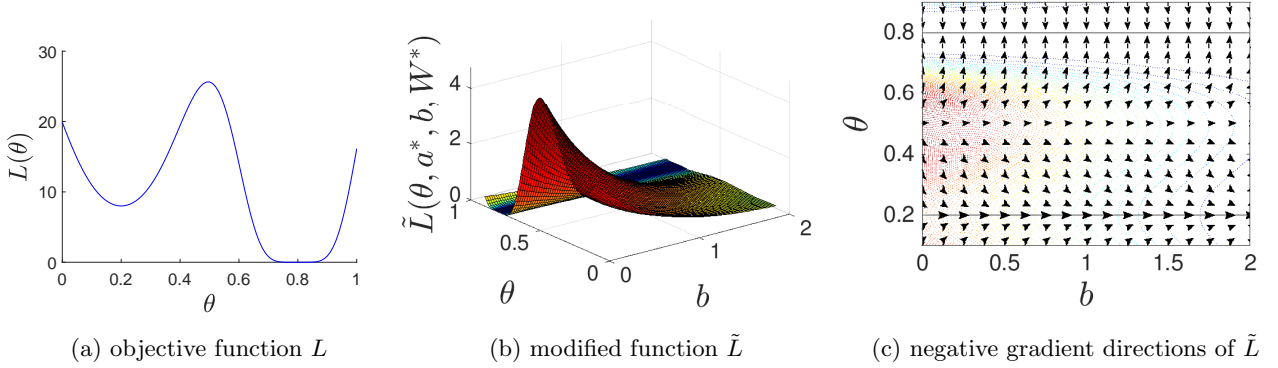 30
20
10
0
L(θ)
0 0.2 0.4 0.6 0.8 1
θ
(a) objective function L
4
2
0
L̃(θ, a*, b, W*)
1
0.5
0
θ
0
1
2
b
(b) modified function L̃
0.8
0.6
0.4
0.2
θ
0 0.5 1 1.5 2
b
(c) negative gradient directions of L̃